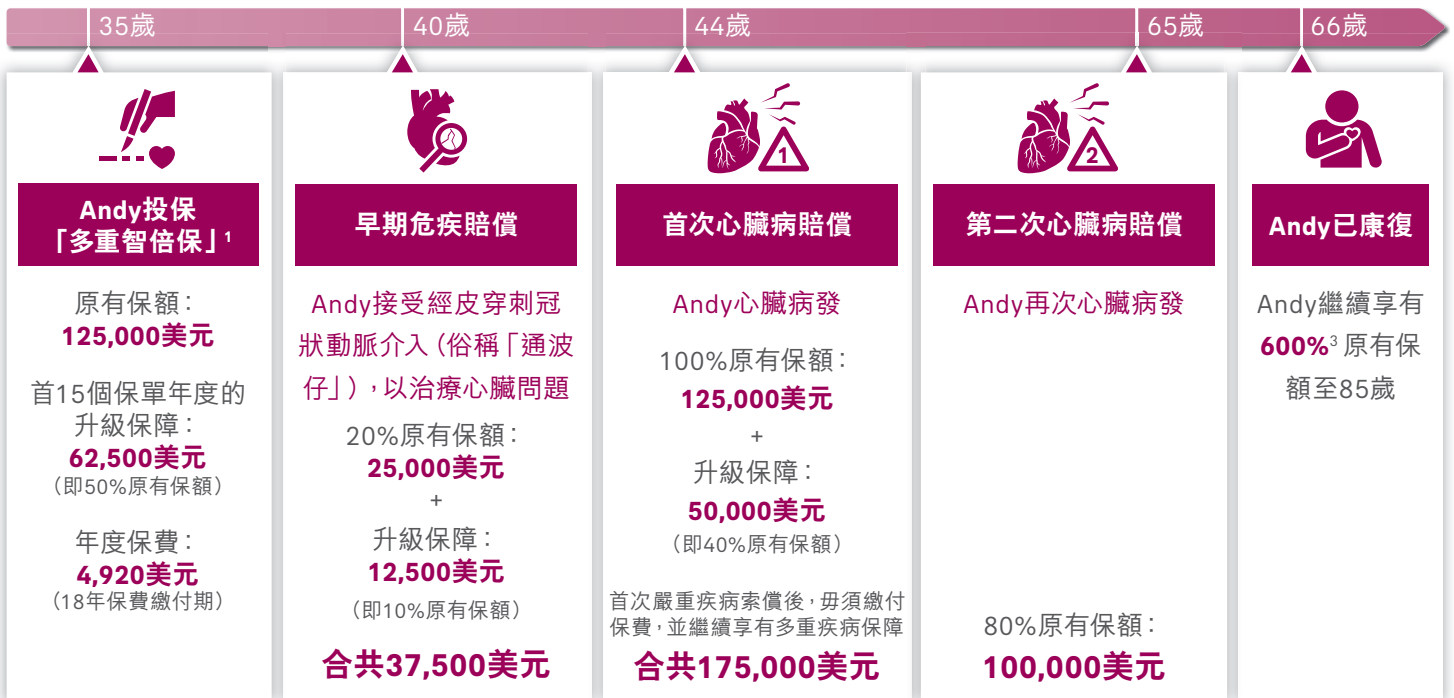 35歲
40歲
44歲
65歲
66歲
Andy投保
「多重智倍保」1
原有保額：
125,000美元
首15個保單年度的
升級保障：
62,500美元
（即50%原有保額）
年度保費：
4,920美元
（18年保費繳付期）
早期危疾賠償
Andy接受經皮穿刺冠
狀動脈介入（俗稱「通波
仔」），以治療心臟問題
20%原有保額：
25,000美元
+
升級保障：
12,500美元
（即10%原有保額）
合共37,500美元
1
首次心臟病賠償
Andy心臟病發
100%原有保額：
125,000美元
+
升級保障：
50,000美元
（即40%原有保額）
首次嚴重疾病索償後，毋須繳付
保費，並繼續享有多重疾病保障
合共175,000美元
2
第二次心臟病賠償
Andy再次心臟病發
80%原有保額：
100,000美元
Andy已康復
Andy繼續享有
600%3 原有保
額至85歲